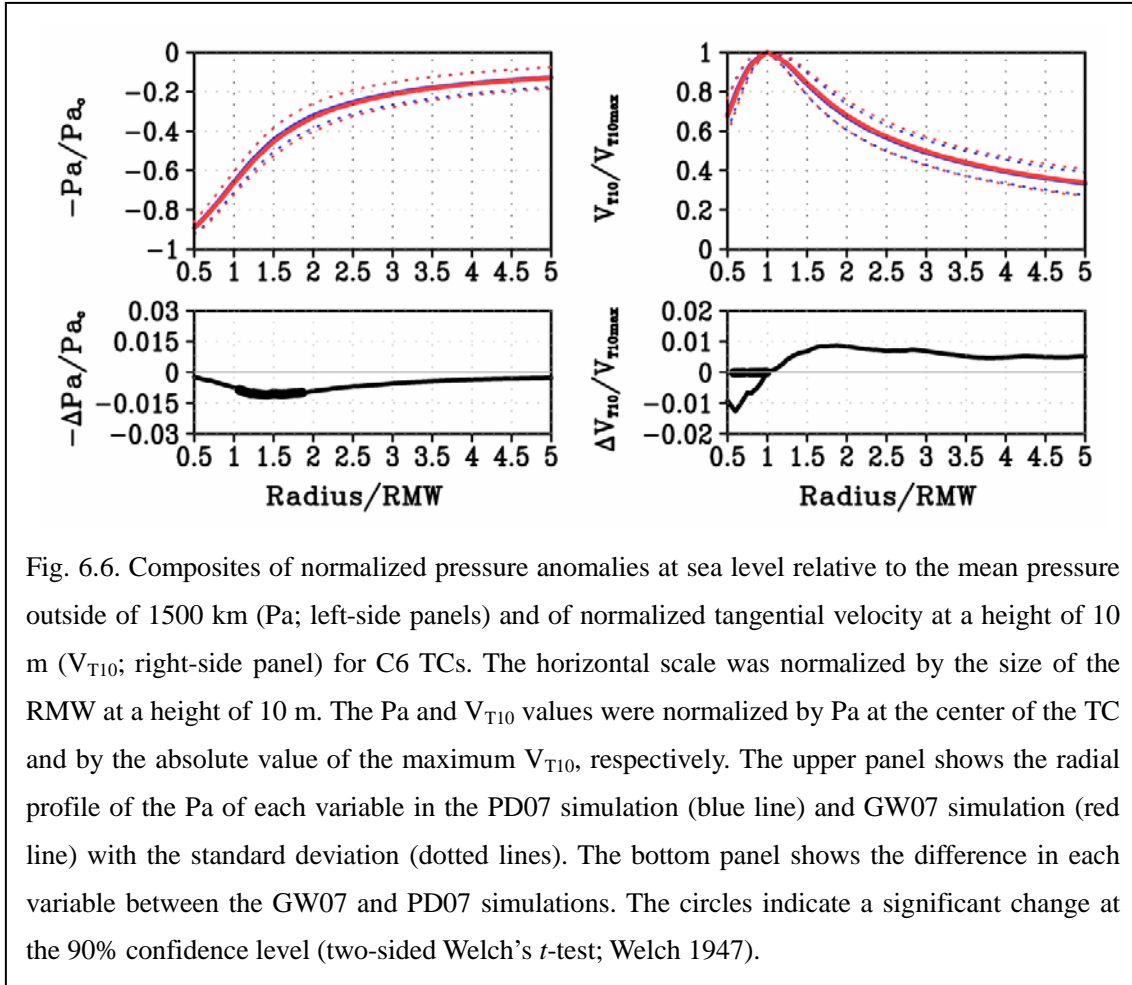 0
−0.2
−0.4
−0.6
−0.8
−1
−Pa/Paₒ
0.5 1 1.5 2 2.5 3 3.5 4 4.5 5
1
0.8
0.6
0.4
0.2
0
V_T10/V_T10max
0.5 1 1.5 2 2.5 3 3.5 4 4.5 5
0.03
0.015
0
−0.015
−0.03
−ΔPa/Paₒ
0.5 1 1.5 2 2.5 3 3.5 4 4.5 5
Radius/RMW
0.02
0.01
0
−0.01
−0.02
ΔV_T10/V_T10max
0.5 1 1.5 2 2.5 3 3.5 4 4.5 5
Radius/RMW
Fig. 6.6. Composites of normalized pressure anomalies at sea level relative to the mean pressure
outside of 1500 km (Pa; left-side panels) and of normalized tangential velocity at a height of 10
m (V_T10; right-side panel) for C6 TCs. The horizontal scale was normalized by the size of the
RMW at a height of 10 m. The Pa and V_T10 values were normalized by Pa at the center of the TC
and by the absolute value of the maximum V_T10, respectively. The upper panel shows the radial
profile of the Pa of each variable in the PD07 simulation (blue line) and GW07 simulation (red
line) with the standard deviation (dotted lines). The bottom panel shows the difference in each
variable between the GW07 and PD07 simulations. The circles indicate a significant change at
the 90% confidence level (two-sided Welch's t-test; Welch 1947).